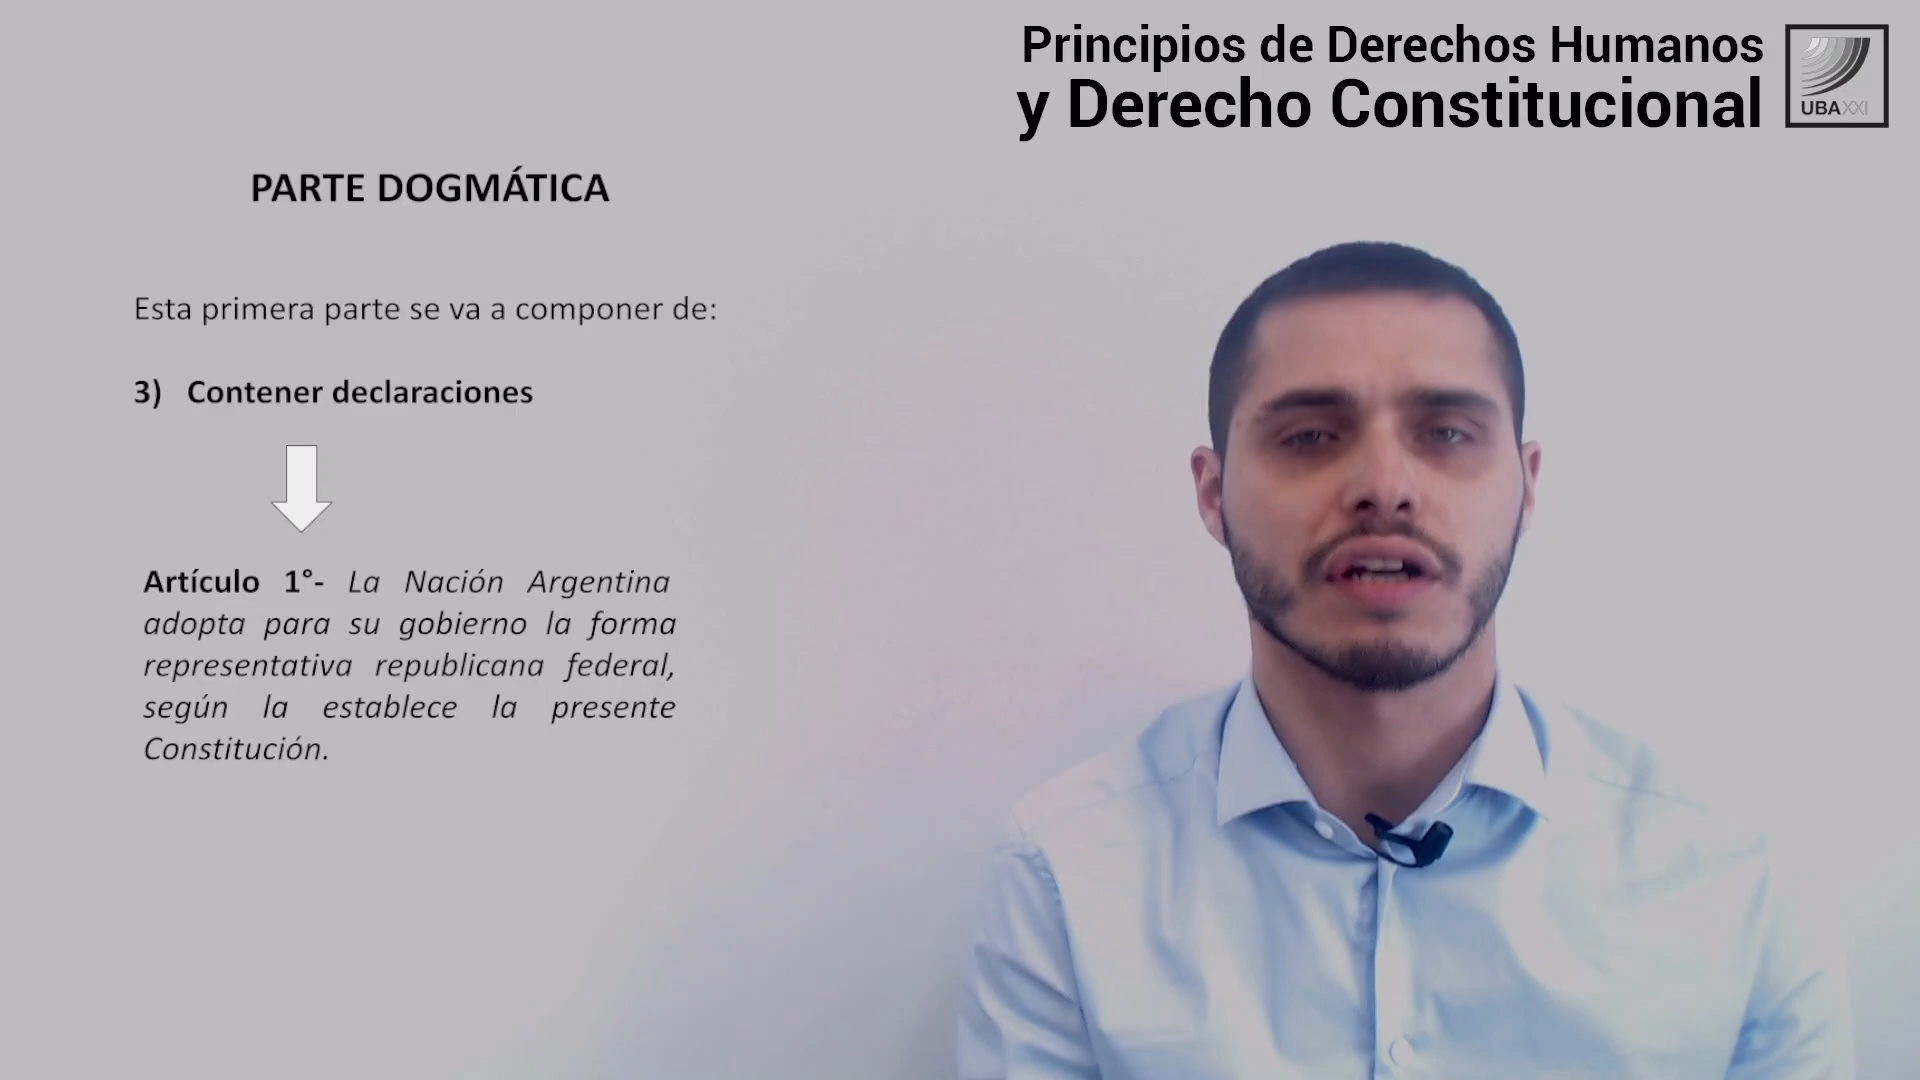 Principios de Derechos Humanos
y Derecho Constitucional
UBAXXI
PARTE DOGMÁTICA
Esta primera parte se va a componer de:
3) Contener declaraciones
Artículo 1°- La Nación Argentina
adopta para su gobierno la forma
representativa republicana federal,
según la establece la presente
Constitución.